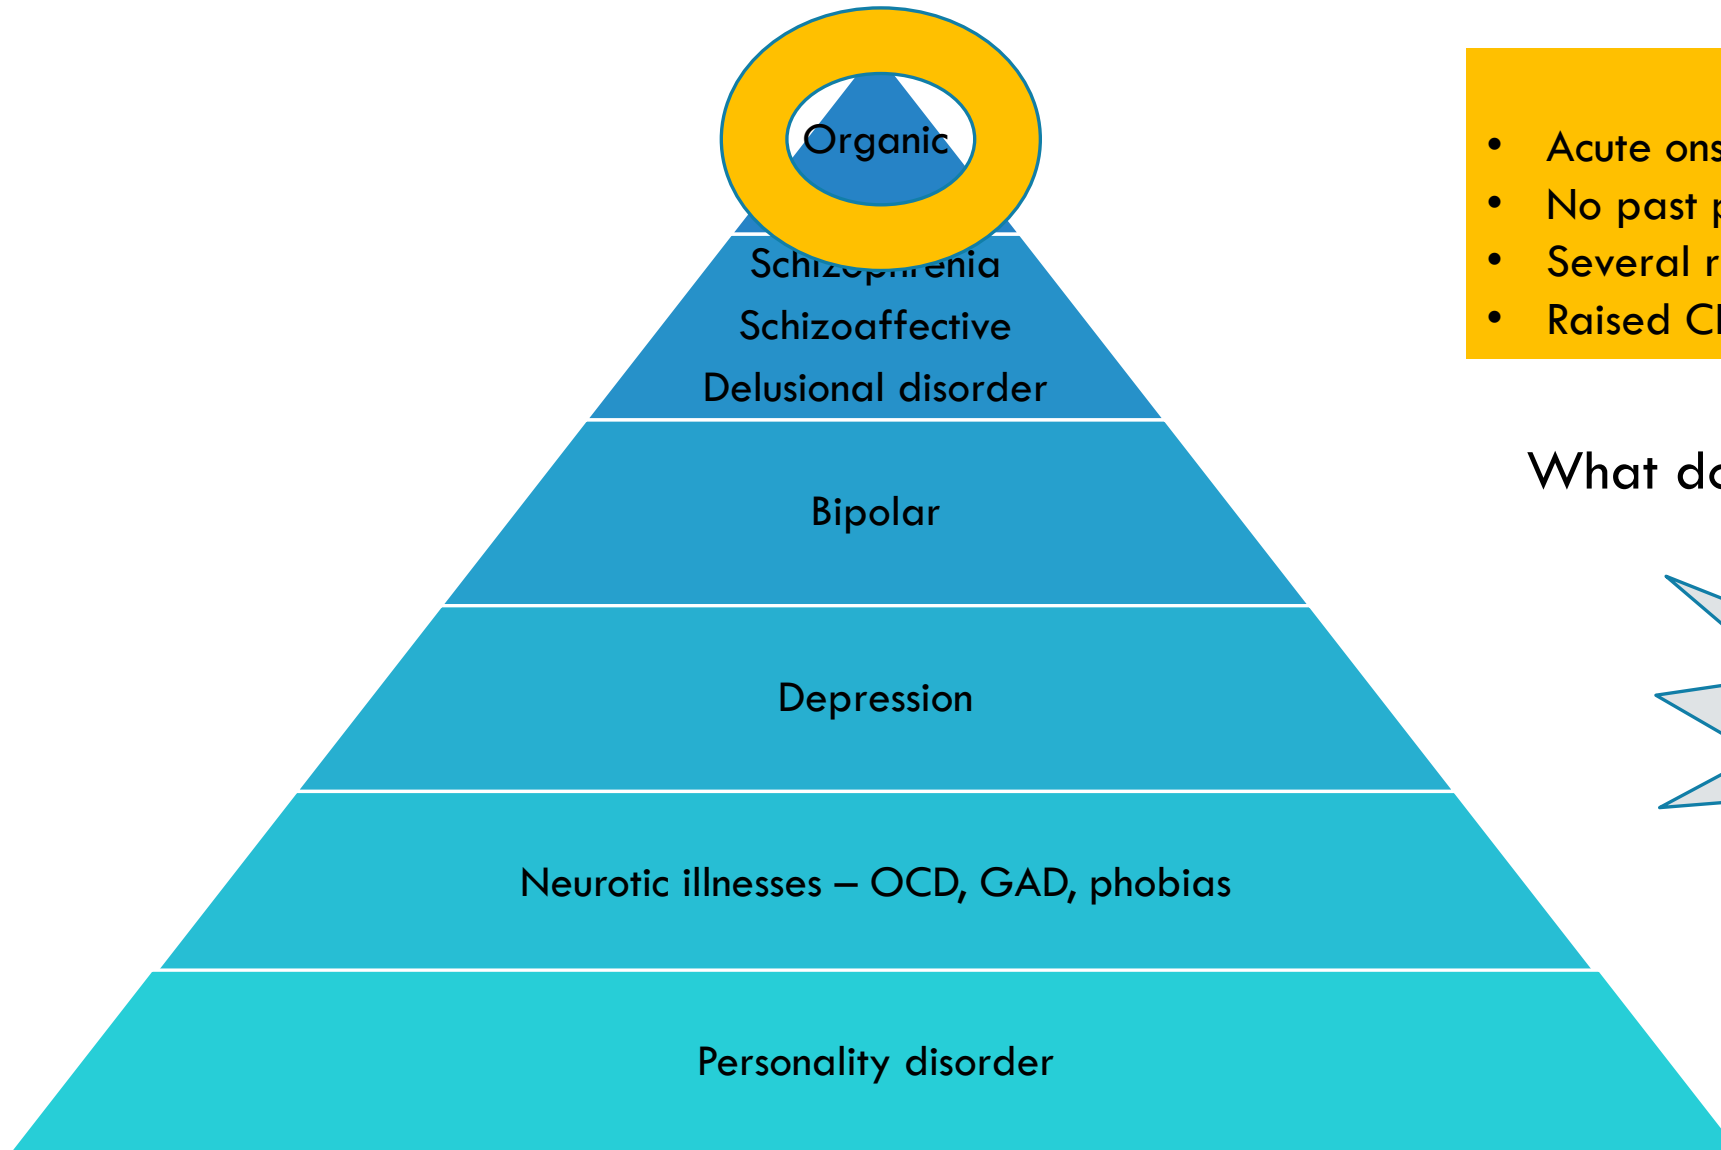 Organic
Schizophrenia
Schizoaffective
Delusional disorder
Bipolar
Depression
Neurotic illnesses – OCD, GAD, phobias
Personality disorder
• Acute
• No past
• Several
• Raised
What